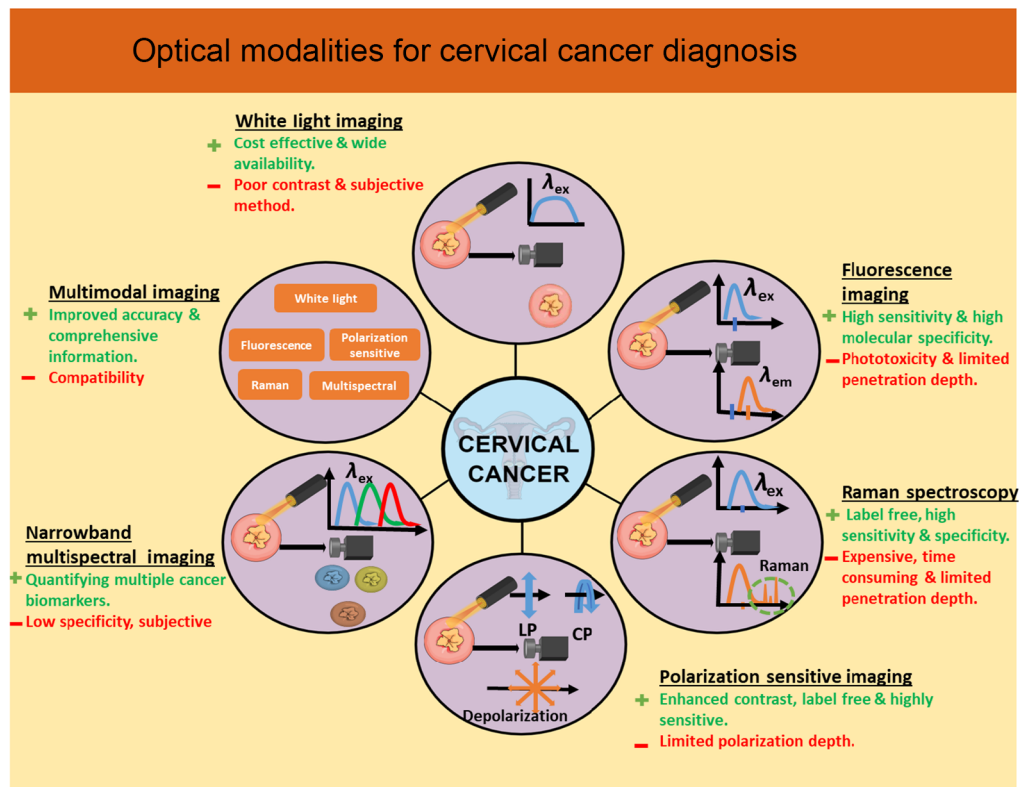 Optical modalities for cervical cancer diagnosis
White light imaging
+ Cost effective & wide
availability.
− Poor contrast & subjective
method.
λex
Multimodal imaging
+ Improved accuracy &
comprehensive
information.
− Compatibility
White light
Fluorescence
Polarization
sensitive
Raman
Multispectral
Fluorescence
imaging
+ High sensitivity & high
molecular specificity.
− Phototoxicity & limited
penetration depth.
λex
λem
CERVICAL
CANCER
Narrowband
multispectral imaging
+ Quantifying multiple cancer
biomarkers.
− Low specificity, subjective
λex
Raman spectroscopy
+ Label free, high
sensitivity & specificity.
− Expensive, time
consuming & limited
penetration depth.
λex
Raman
LP
CP
Depolarization
Polarization sensitive imaging
+ Enhanced contrast, label free & highly
sensitive.
− Limited polarization depth.